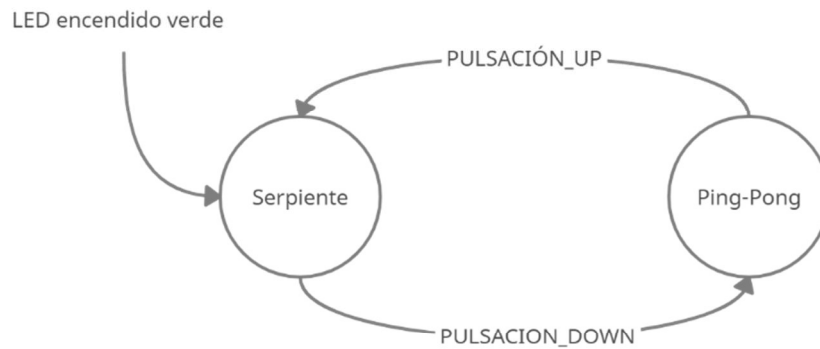 LED encendido verde
PULSACIÓN_UP
Serpiente
Ping-Pong
PULSACION_DOWN